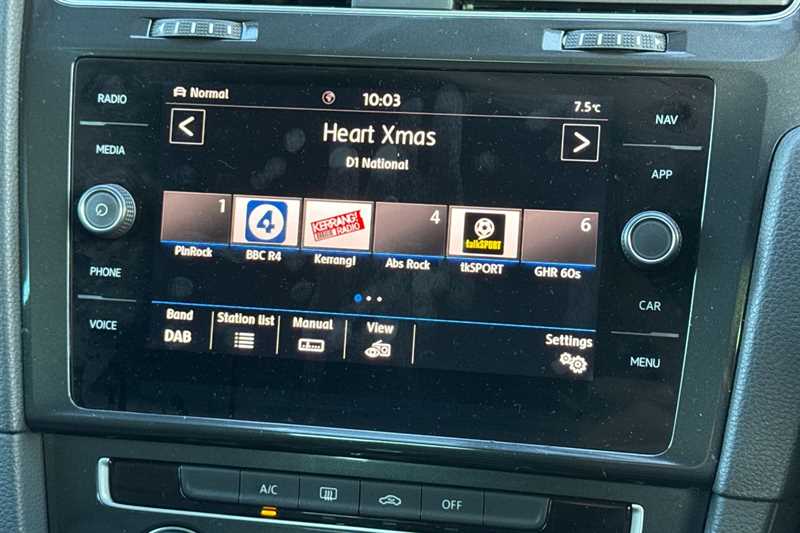 RADIO
MEDIA
PHONE
VOICE
Normal
10:03
7.5°C
<
Heart Xmas
>
D1 National
1
4
KERRANG!
RADIO
4
talkSPORT
6
PlnRock
BBC R4
Kerrang!
Abs Rock
tkSPORT
GHR 60s
Band
DAB
Station list
Manual
View
Settings
NAV
APP
CAR
MENU
A/C
OFF